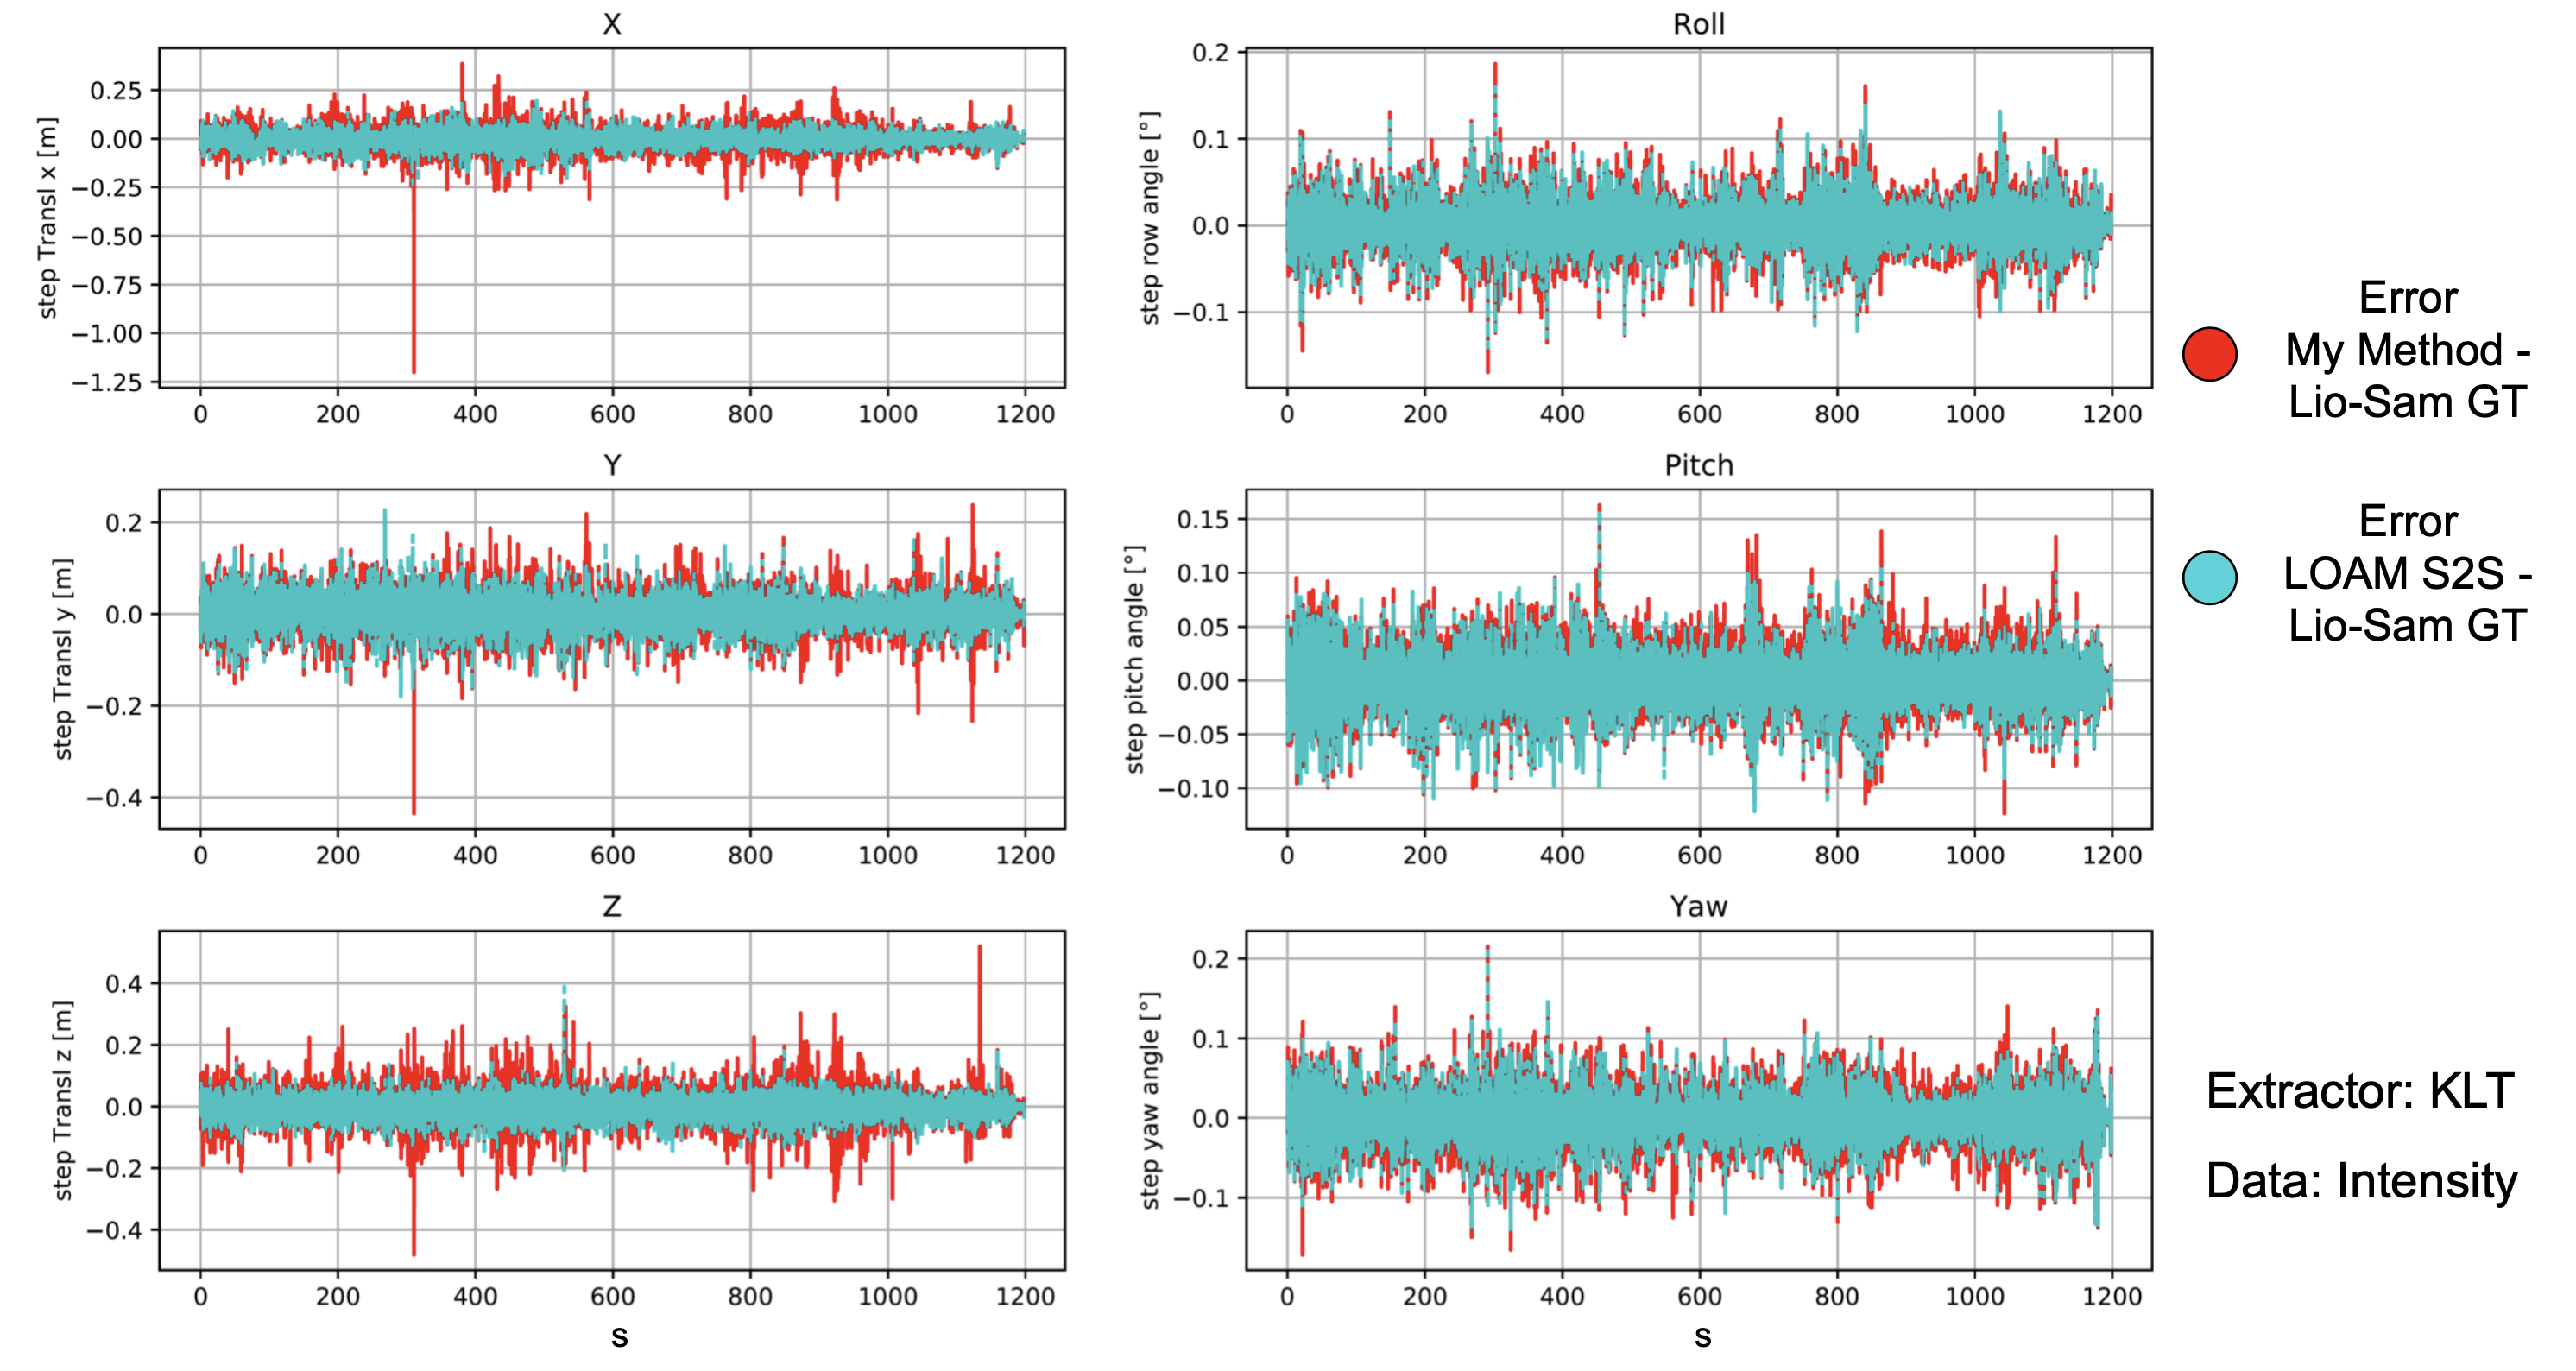 X
step Transl x [m]
0.25
0.00
−0.25
−0.50
−0.75
−1.00
−1.25
0 200 400 600 800 1000 1200
Roll
step row angle [°]
0.2
0.1
0.0
−0.1
0 200 400 600 800 1000 1200
Y
step Transl y [m]
0.2
0.0
−0.2
−0.4
0 200 400 600 800 1000 1200
Pitch
step pitch angle [°]
0.15
0.10
0.05
0.00
−0.05
−0.10
0 200 400 600 800 1000 1200
Z
step Transl z [m]
0.4
0.2
0.0
−0.2
−0.4
0 200 400 600 800 1000 1200
s
Yaw
step yaw angle [°]
0.2
0.1
0.0
−0.1
0 200 400 600 800 1000 1200
s
Error
My Method -
Lio-Sam GT
Error
LOAM S2S -
Lio-Sam GT
Extractor: KLT
Data: Intensity